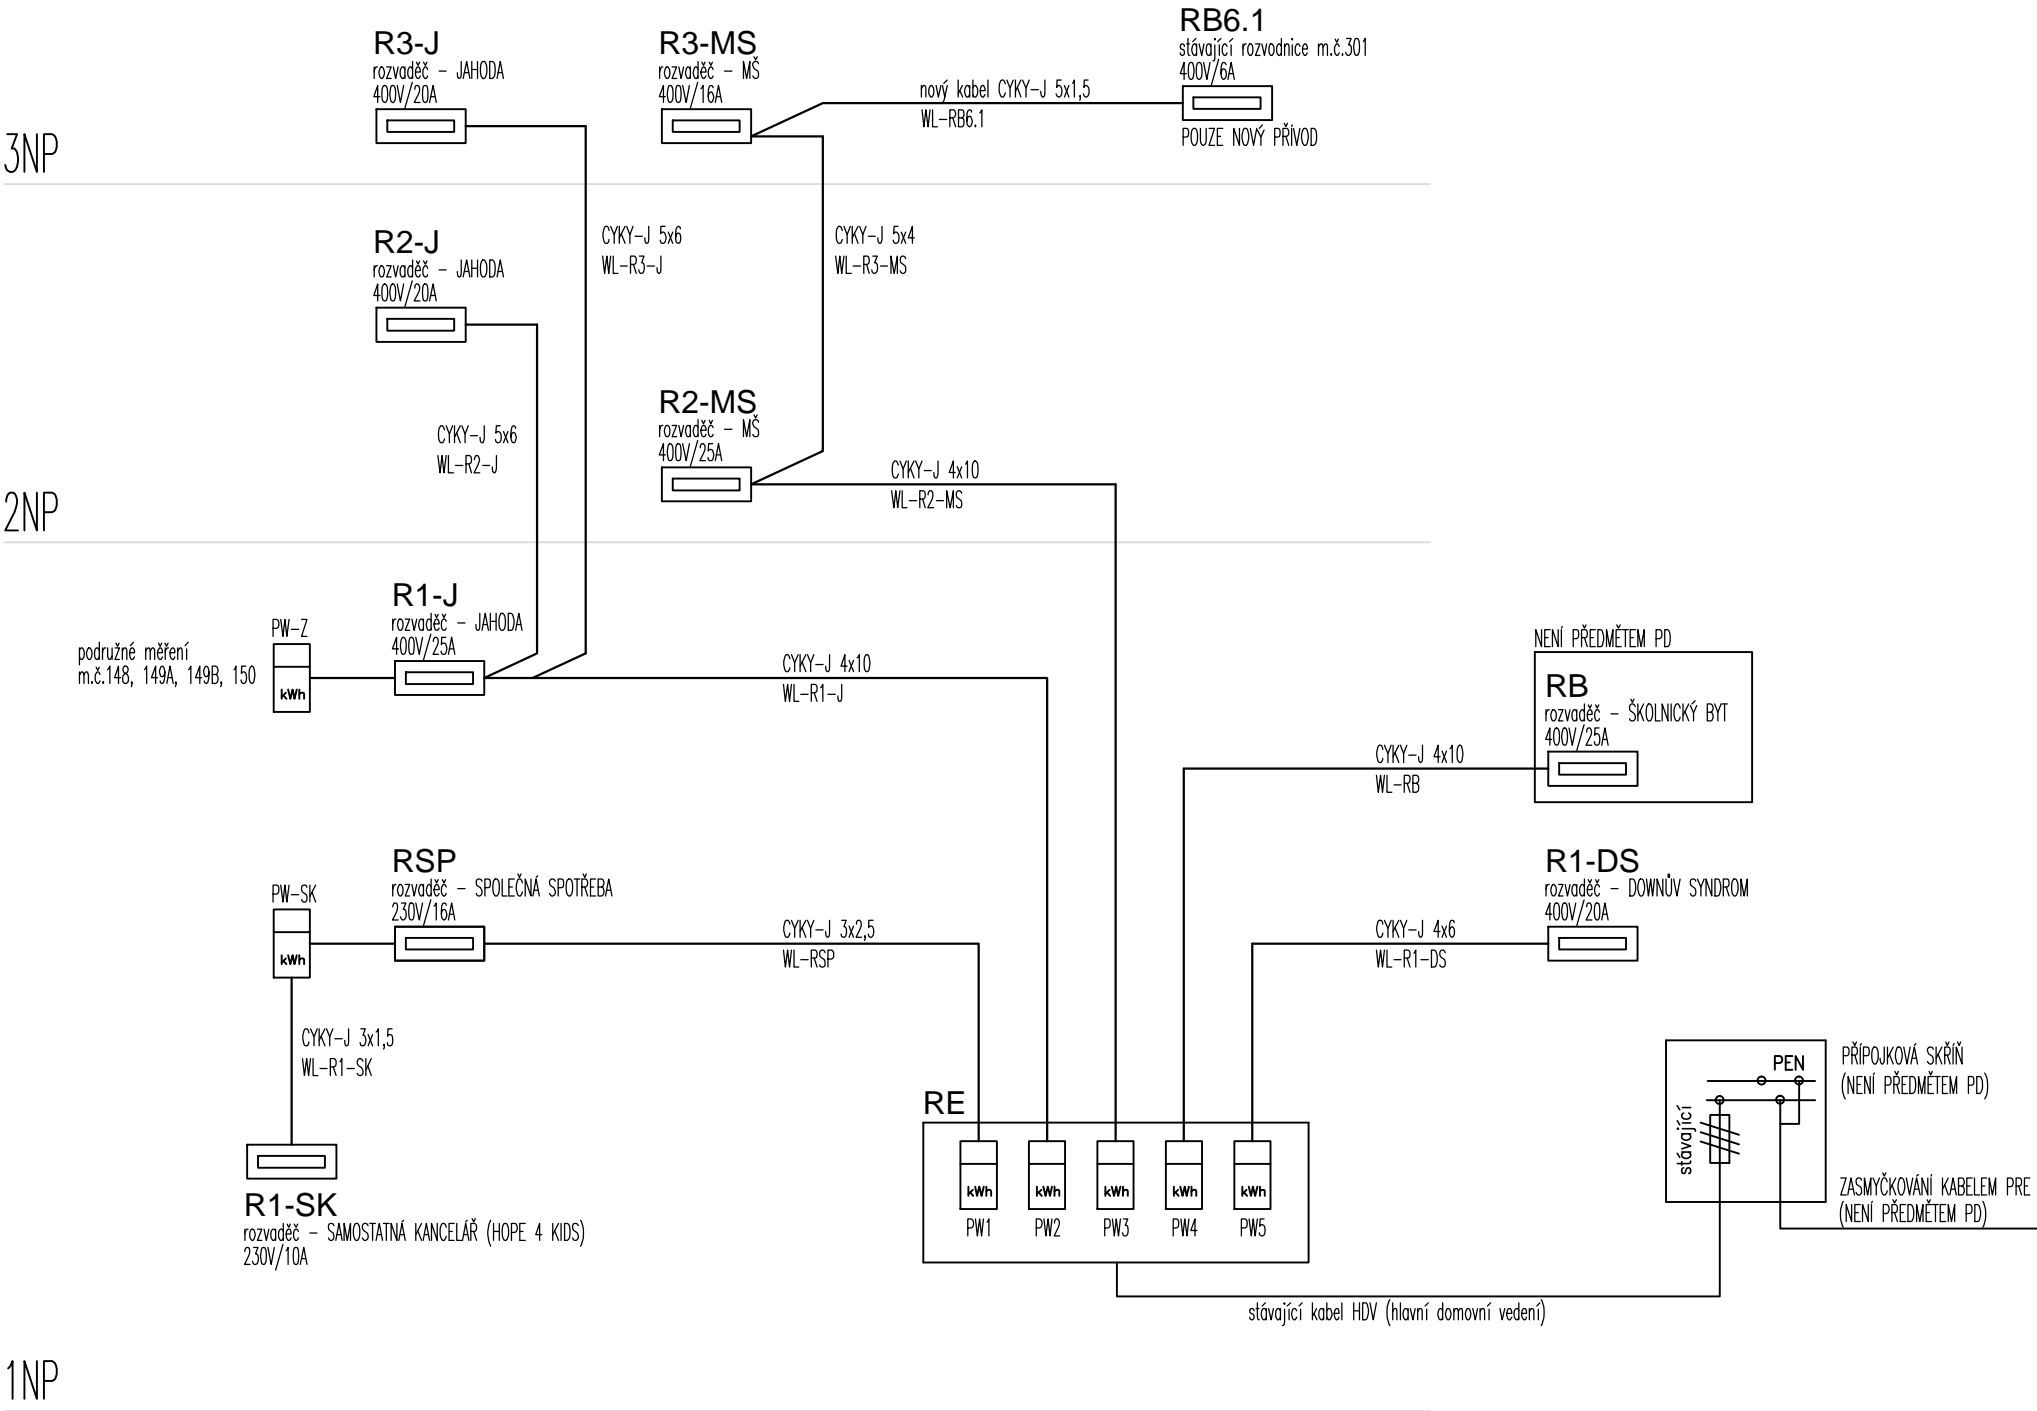 R3-J
rozvaděč – JAHODA
400V/20A
R3-MS
rozvaděč – MŠ
400V/16A
RB6.1
stávající rozvodnice m.č.301
400V/6A
POUZE NOVÝ PŘÍVOD
nový kabel CYKY-J 5x1,5
WL-RB6.1
3NP
R2-J
rozvaděč – JAHODA
400V/20A
CYKY-J 5x6
WL-R3-J
CYKY-J 5x4
WL-R3-MS
R2-MS
rozvaděč – MŠ
400V/25A
CYKY-J 5x6
WL-R2-J
CYKY-J 4x10
WL-R2-MS
2NP
R1-J
rozvaděč – JAHODA
400V/25A
PW-Z
kWh
podružné měření
m.č.148, 149A, 149B, 150
CYKY-J 4x10
WL-R1-J
NENÍ PŘEDMĚTEM PD
RB
rozvaděč – ŠKOLNICKÝ BYT
400V/25A
CYKY-J 4x10
WL-RB
RSP
rozvaděč – SPOLEČNÁ SPOTŘEBA
230V/16A
PW-SK
kWh
CYKY-J 3x2,5
WL-RSP
R1-DS
rozvaděč – DOWNŮV SYNDROM
400V/20A
CYKY-J 4x6
WL-R1-DS
CYKY-J 3x1,5
WL-R1-SK
R1-SK
rozvaděč – SAMOSTATNÁ KANCELÁŘ (HOPE 4 KIDS)
230V/10A
RE
kWh
kWh
kWh
kWh
kWh
PW1
PW2
PW3
PW4
PW5
PEN
stávající
PŘÍPOJKOVÁ SKŘÍŇ
(NENÍ PŘEDMĚTEM PD)
ZASMYČKOVÁNÍ KABELEM PRE
(NENÍ PŘEDMĚTEM PD)
stávající kabel HDV (hlavní domovní vedení)
1NP